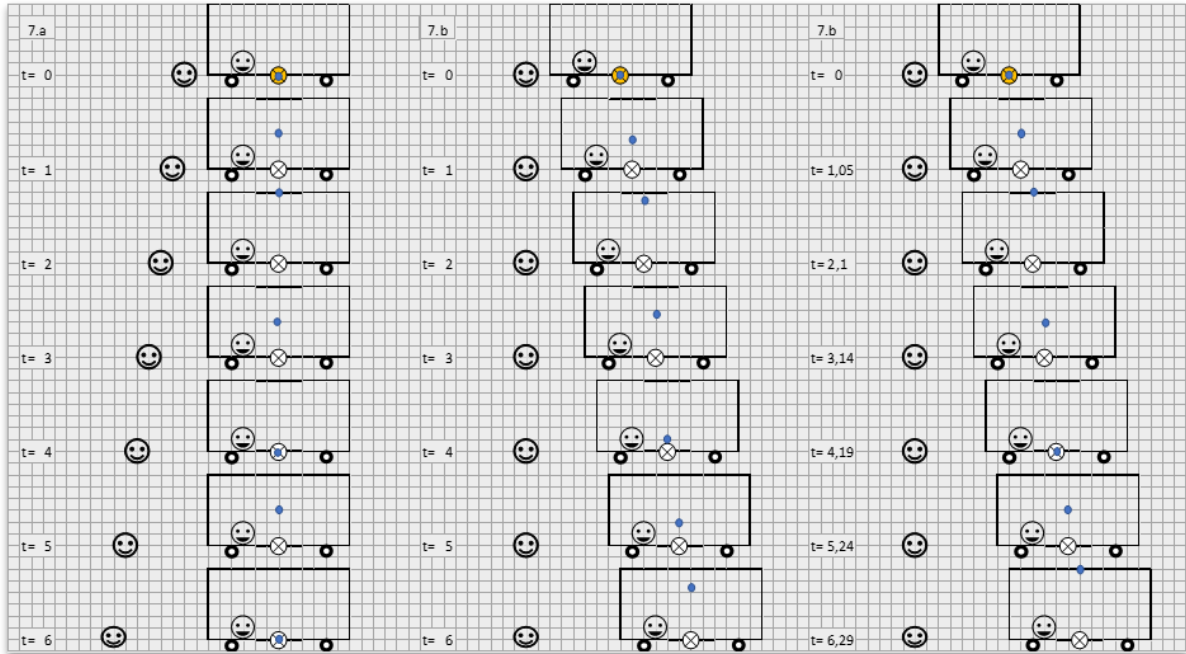 7.a
7.b
7.b
t= 0
t= 0
t= 0
t= 1
t= 1
t= 1,05
t= 2
t= 2
t= 2,1
t= 3
t= 3
t= 3,14
t= 4
t= 4
t= 4,19
t= 5
t= 5
t= 5,24
t= 6
t= 6
t= 6,29